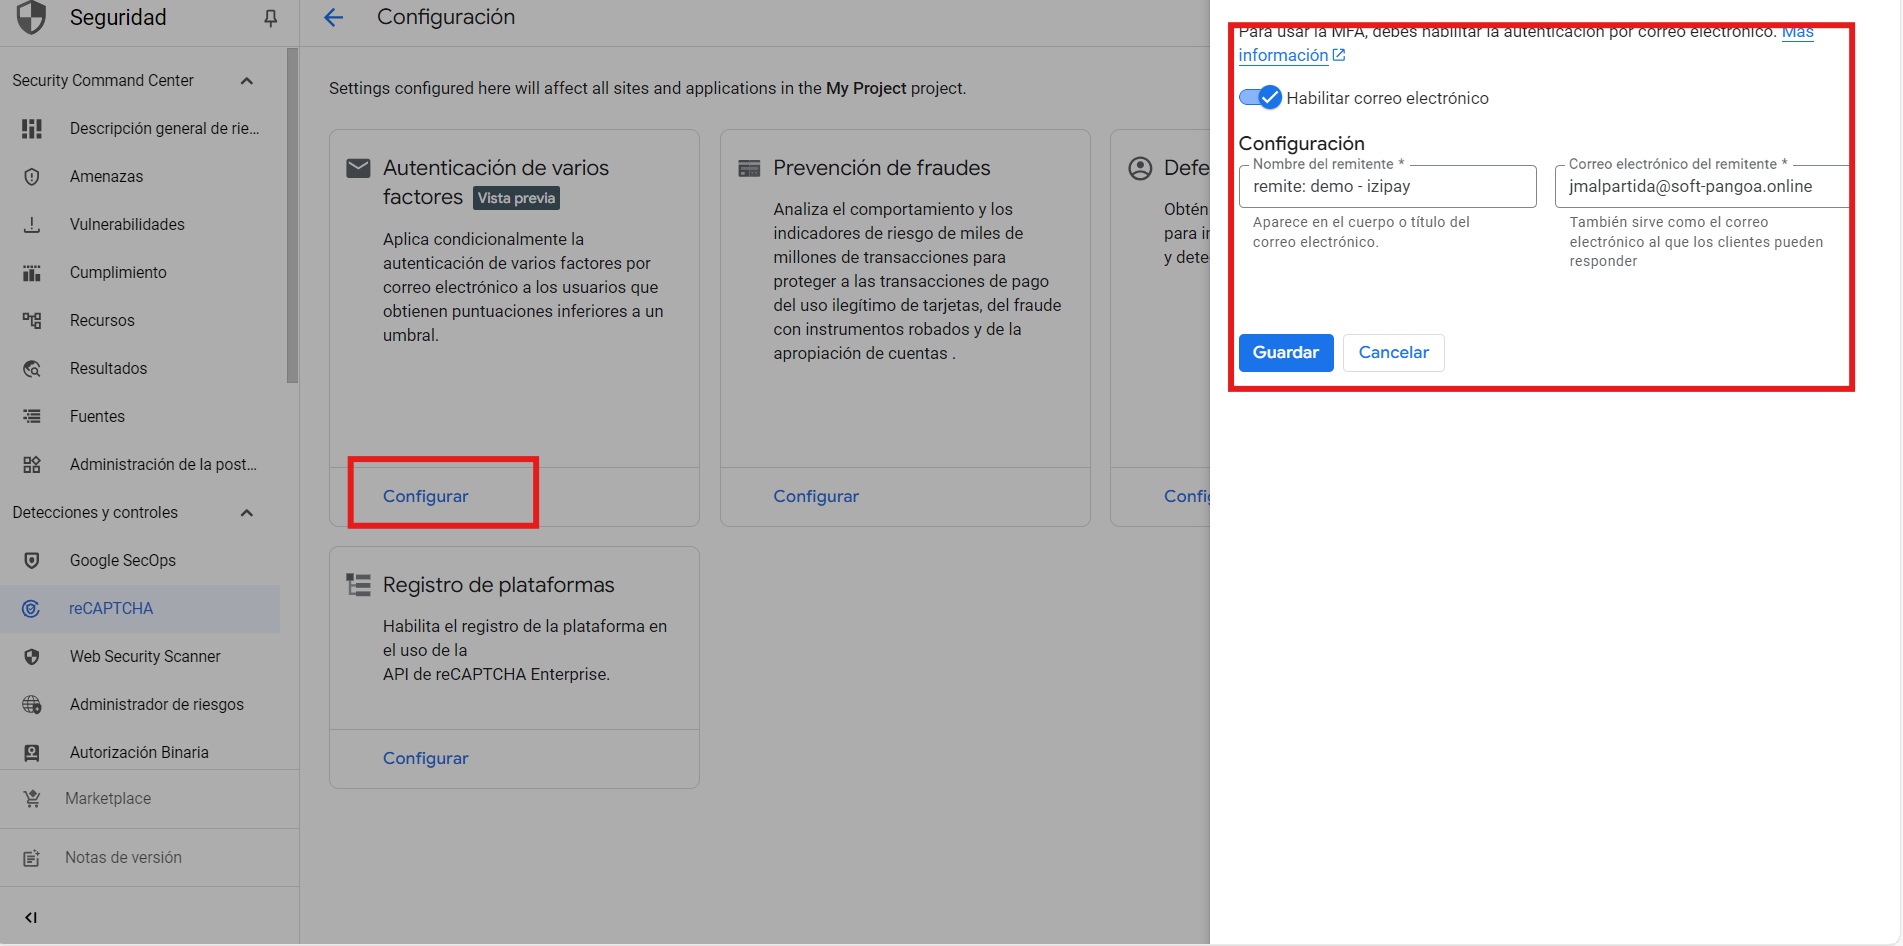 Seguridad
Security Command Center
Descripción general de rie...
Amenazas
Vulnerabilidades
Cumplimiento
Recursos
Resultados
Fuentes
Administración de la post...
Detecciones y controles
Google SecOps
reCAPTCHA
Web Security Scanner
Administrador de riesgos
Autorización Binaria
Marketplace
Notas de versión
Configuración
Settings configured here will affect all sites and applications in the My Project project.
Autenticación de varios
factores Vista previa
Aplica condicionalmente la
autenticación de varios factores por
correo electrónico a los usuarios que
obtienen puntuaciones inferiores a un
umbral.
Configurar
Prevención de fraudes
Analiza el comportamiento y los
indicadores de riesgo de miles de
millones de transacciones para
proteger a las transacciones de pago
del uso ilegítimo de tarjetas, del fraude
con instrumentos robados y de la
apropiación de cuentas .
Configurar
Defe
Obtén
para in
y dete
Confi
Registro de plataformas
Habilita el registro de la plataforma en
el uso de la
API de reCAPTCHA Enterprise.
Configurar
Para usar la MFA, debes habilitar la autenticación por correo electrónico. Más
información
Habilitar correo electrónico
Configuración
Nombre del remitente *
remite: demo - izipay
Aparece en el cuerpo o título del
correo electrónico.
Correo electrónico del remitente *
jmalpartida@soft-pangoa.online
También sirve como el correo
electrónico al que los clientes pueden
responder
Guardar
Cancelar